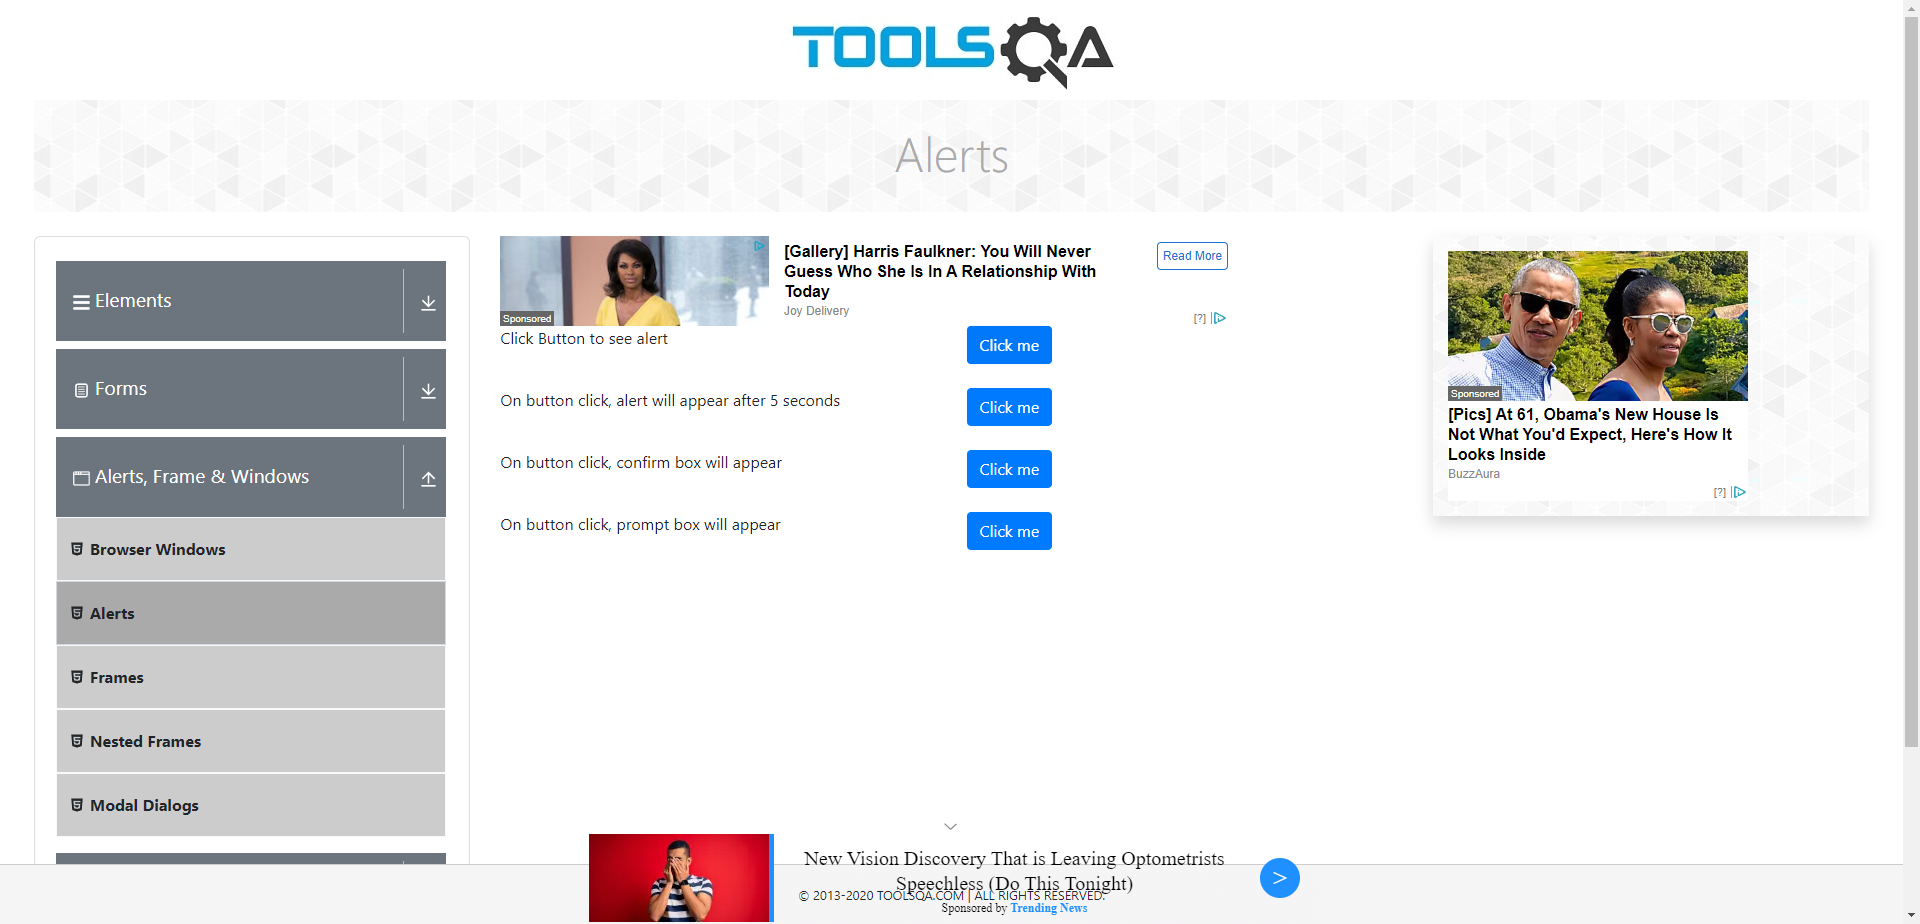 TOOLSQA
Alerts
Elements
Forms
Alerts, Frame & Windows
Browser Windows
Alerts
Frames
Nested Frames
Modal Dialogs
Sponsored
[Gallery] Harris Faulkner: You Will Never
Guess Who She Is In A Relationship With
Today
Joy Delivery
Read More
[?]
Click Button to see alert
Click me
On button click, alert will appear after 5 seconds
Click me
On button click, confirm box will appear
Click me
On button click, prompt box will appear
Click me
Sponsored
[Pics] At 61, Obama's New House Is
Not What You'd Expect, Here's How It
Looks Inside
BuzzAura
[?]
New Vision Discovery That is Leaving Optometrists
Speechless (Do This Tonight)
© 2013-2020 TOOLSQA.COM | ALL RIGHTS RESERVED.
Sponsored by Trending News